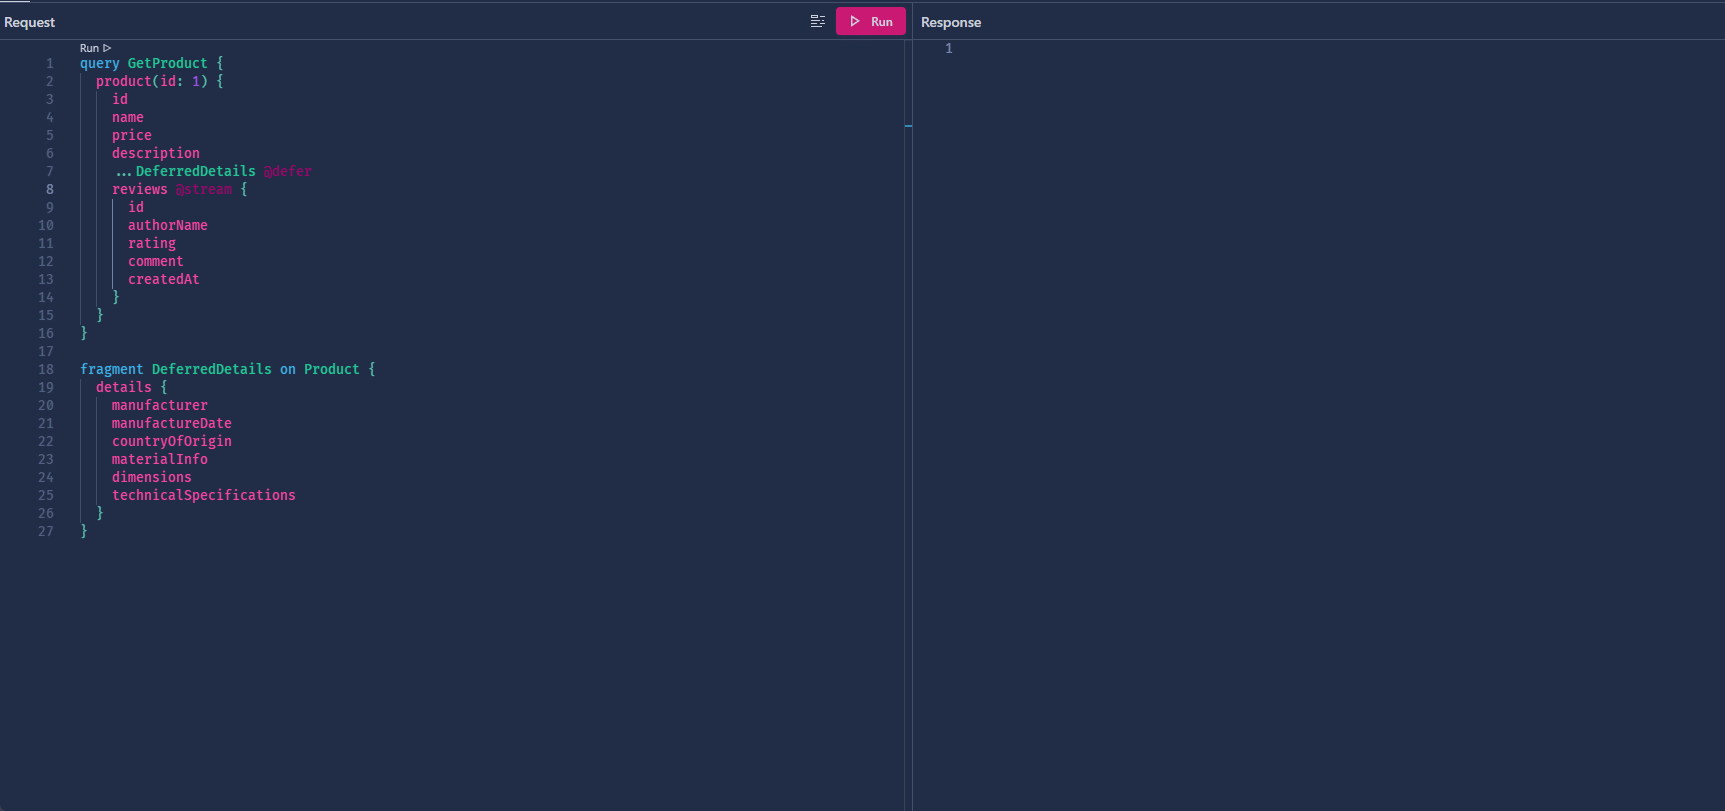 Request
Run
Response
Run
1
1 query GetProduct {
2 product(id: 1) {
3 id
4 name
5 price
6 description
7 ...DeferredDetails @defer
8 reviews @stream {
9 id
10 authorName
11 rating
12 comment
13 createdAt
14 }
15 }
16 }
17
18 fragment DeferredDetails on Product {
19 details {
20 manufacturer
21 manufactureDate
22 countryOfOrigin
23 materialInfo
24 dimensions
25 technicalSpecifications
26 }
27 }